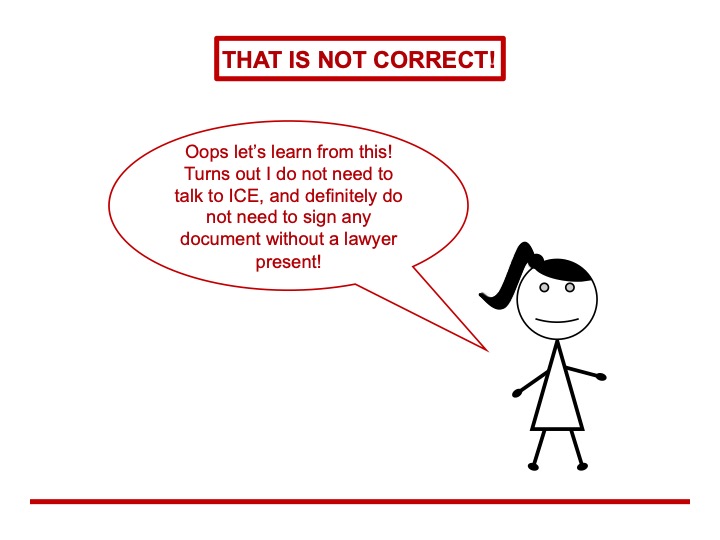 THAT IS NOT CORRECT!
Oops let’s learn from this!
Turns out I do not need to
talk to ICE, and definitely do
not need to sign any
document without a lawyer
present!